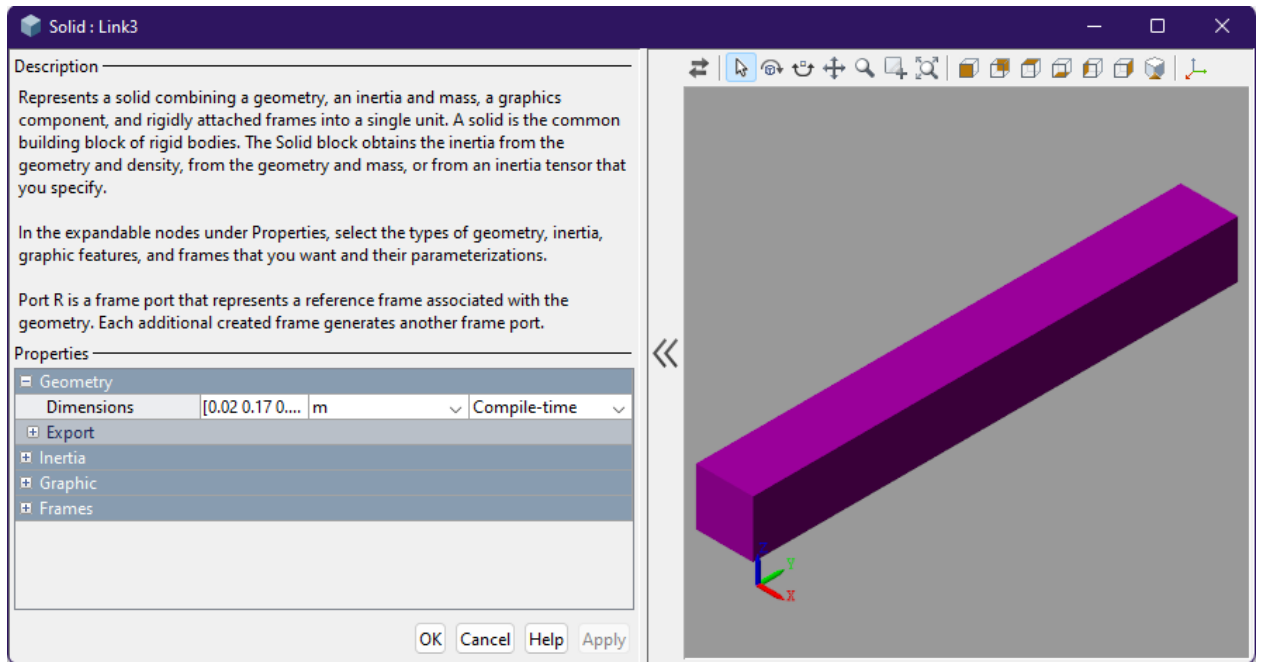 Solid : Link3
Description
Represents a solid combining a geometry, an inertia and mass, a graphics
component, and rigidly attached frames into a single unit. A solid is the common
building block of rigid bodies. The Solid block obtains the inertia from the
geometry and density, from the geometry and mass, or from an inertia tensor that
you specify.
In the expandable nodes under Properties, select the types of geometry, inertia,
graphic features, and frames that you want and their parameterizations.
Port R is a frame port that represents a reference frame associated with the
geometry. Each additional created frame generates another frame port.
Properties
Geometry
Dimensions [0.02 0.17 0.... m Compile-time
Export
Inertia
Graphic
Frames
OK Cancel Help Apply
Z
Y
X